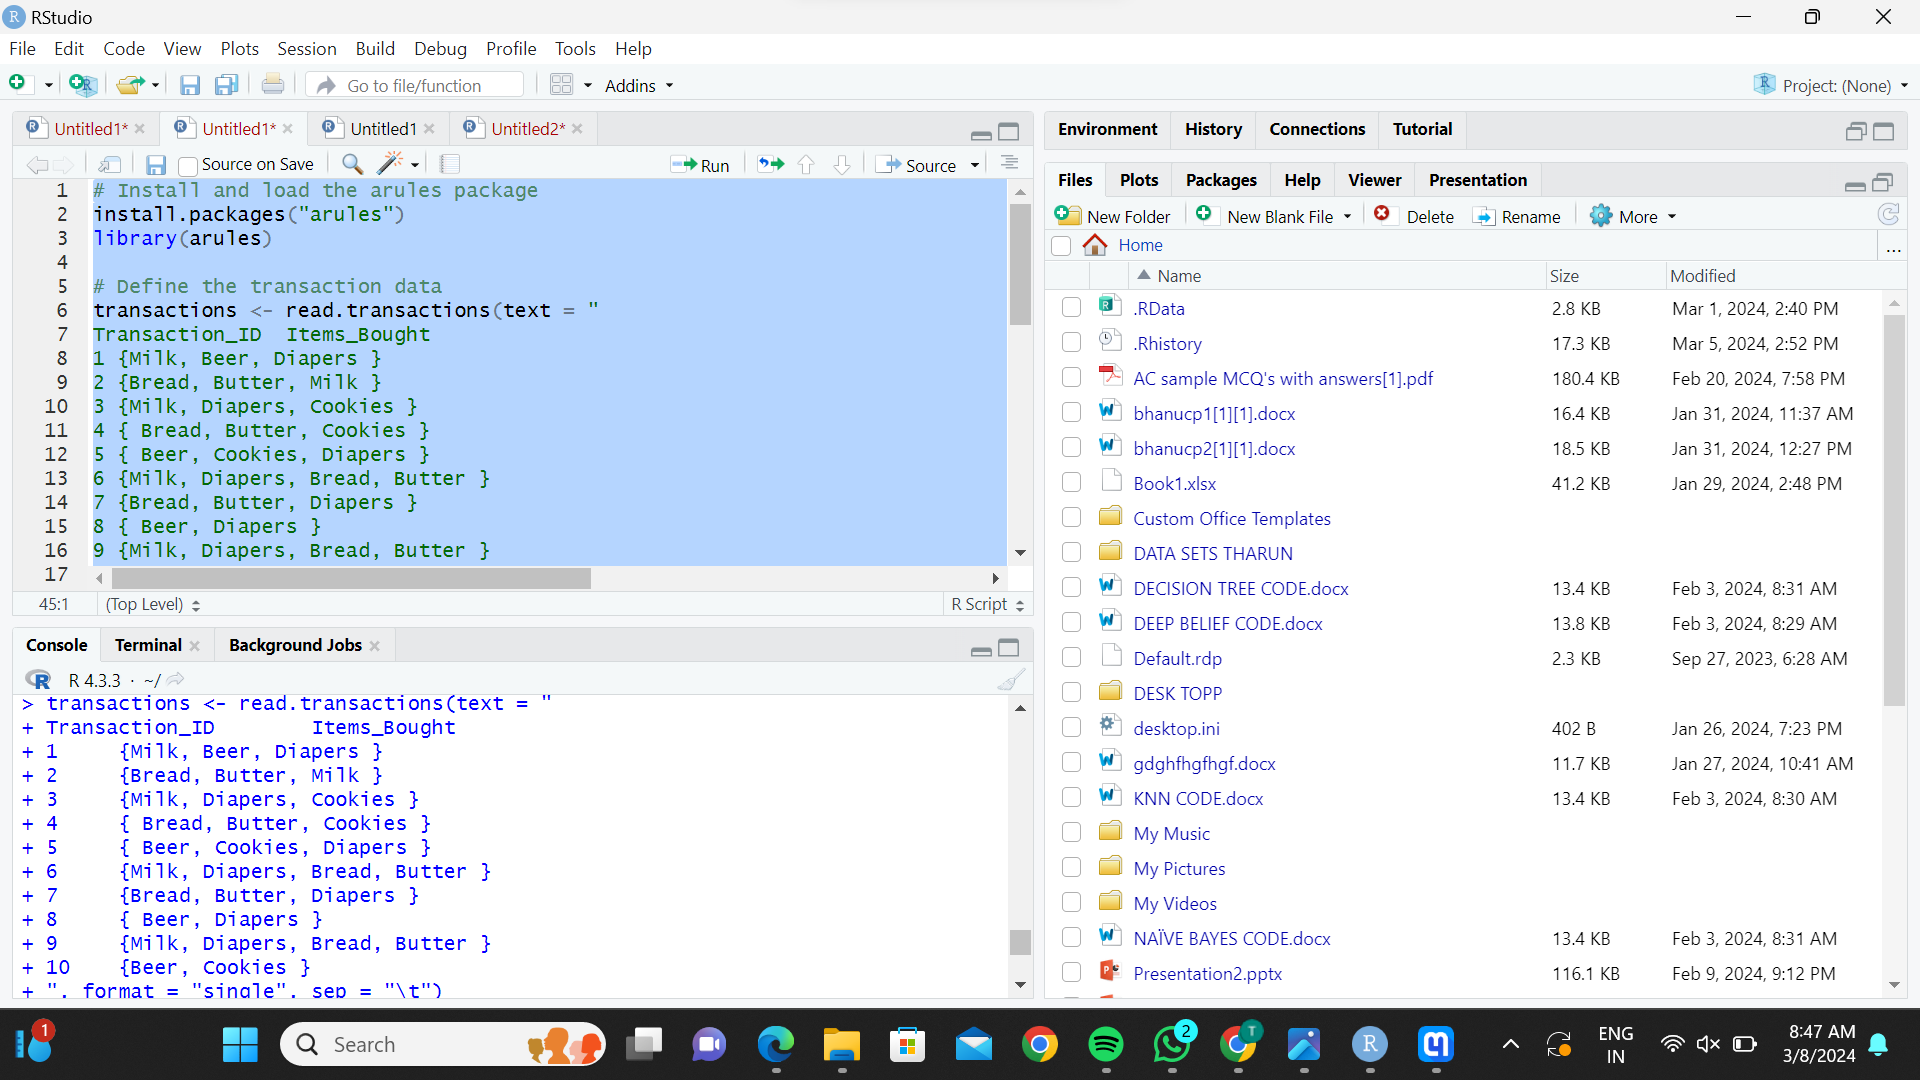 RStudio
File Edit Code View Plots Session Build Debug Profile Tools Help
Go to file/function Addins Project: (None)
Untitled1* Untitled1* Untitled1 Untitled2*
Source on Save Run Source
1 # Install and load the arules package
2 install.packages("arules")
3 library(arules)
4
5 # Define the transaction data
6 transactions <- read.transactions(text = "
7 Transaction_ID  Items_Bought
8 1 {Milk, Beer, Diapers }
9 2 {Bread, Butter, Milk }
10 3 {Milk, Diapers, Cookies }
11 4 { Bread, Butter, Cookies }
12 5 { Beer, Cookies, Diapers }
13 6 {Milk, Diapers, Bread, Butter }
14 7 {Bread, Butter, Diapers }
15 8 { Beer, Diapers }
16 9 {Milk, Diapers, Bread, Butter }
17
45:1 (Top Level) R Script
Console Terminal Background Jobs
R 4.3.3 · ~/
> transactions <- read.transactions(text = "
+ Transaction_ID        Items_Bought
+ 1     {Milk, Beer, Diapers }
+ 2     {Bread, Butter, Milk }
+ 3     {Milk, Diapers, Cookies }
+ 4     { Bread, Butter, Cookies }
+ 5     { Beer, Cookies, Diapers }
+ 6     {Milk, Diapers, Bread, Butter }
+ 7     {Bread, Butter, Diapers }
+ 8     { Beer, Diapers }
+ 9     {Milk, Diapers, Bread, Butter }
+ 10    {Beer, Cookies }
+ ", format = "single", sep = "\t")
Environment History Connections Tutorial
Files Plots Packages Help Viewer Presentation
New Folder New Blank File Delete Rename More
Home ...
Name Size Modified
.RData 2.8 KB Mar 1, 2024, 2:40 PM
.Rhistory 17.3 KB Mar 5, 2024, 2:52 PM
AC sample MCQ's with answers[1].pdf 180.4 KB Feb 20, 2024, 7:58 PM
bhanucp1[1][1].docx 16.4 KB Jan 31, 2024, 11:37 AM
bhanucp2[1][1].docx 18.5 KB Jan 31, 2024, 12:27 PM
Book1.xlsx 41.2 KB Jan 29, 2024, 2:48 PM
Custom Office Templates
DATA SETS THARUN
DECISION TREE CODE.docx 13.4 KB Feb 3, 2024, 8:31 AM
DEEP BELIEF CODE.docx 13.8 KB Feb 3, 2024, 8:29 AM
Default.rdp 2.3 KB Sep 27, 2023, 6:28 AM
DESK TOPP
desktop.ini 402 B Jan 26, 2024, 7:23 PM
gdghfhgfhgf.docx 11.7 KB Jan 27, 2024, 10:41 AM
KNN CODE.docx 13.4 KB Feb 3, 2024, 8:30 AM
My Music
My Pictures
My Videos
NAÏVE BAYES CODE.docx 13.4 KB Feb 3, 2024, 8:31 AM
Presentation2.pptx 116.1 KB Feb 9, 2024, 9:12 PM
1 Search 2 T R ENG 8:47 AM
IN 3/8/2024